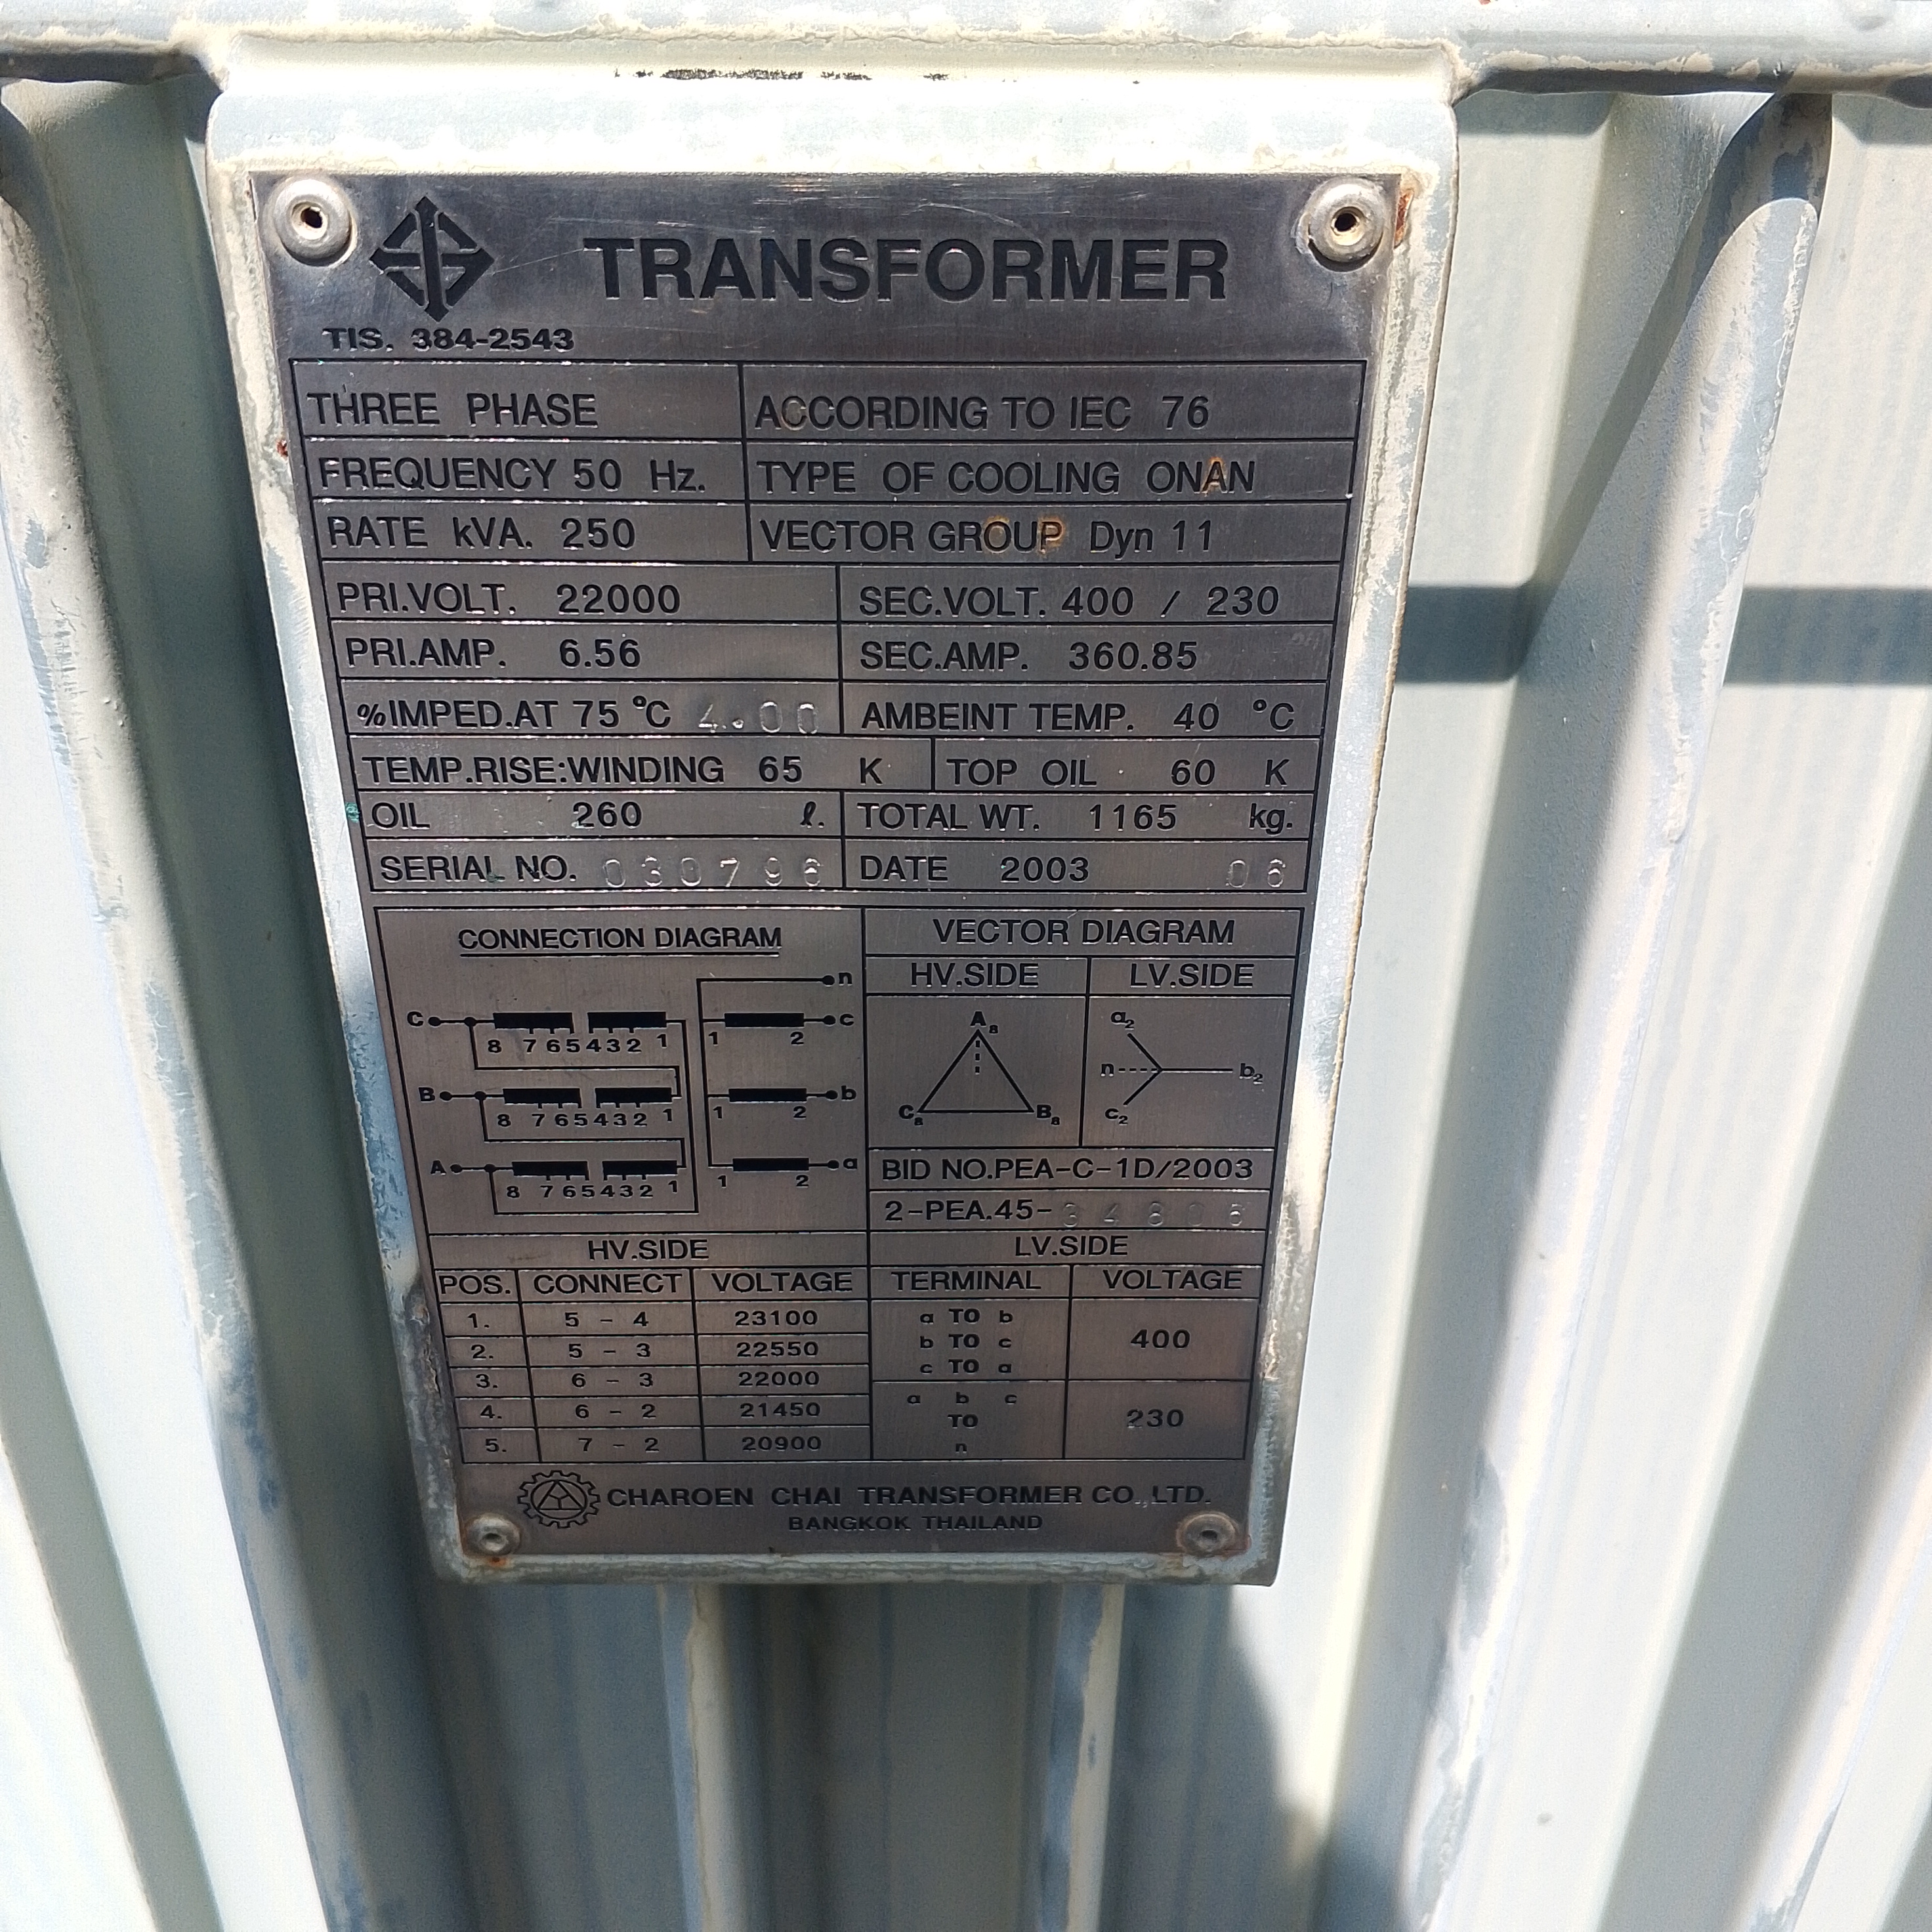 TRANSFORMER
TIS. 384-2543
THREE PHASE ACCORDING TO IEC 76
FREQUENCY 50 Hz. TYPE OF COOLING ONAN
RATE kVA. 250 VECTOR GROUP Dyn 11
PRI.VOLT. 22000 SEC.VOLT. 400 / 230
PRI.AMP. 6.56 SEC.AMP. 360.85
%IMPED.AT 75 °C 4.00 AMBEINT TEMP. 40 °C
TEMP.RISE:WINDING 65 K TOP OIL 60 K
OIL 260 ℓ. TOTAL WT. 1165 kg.
SERIAL NO. 030796 DATE 2003 06
CONNECTION DIAGRAM
n
C c
8 7 6 5 4 3 2 1 1 2
B b
8 7 6 5 4 3 2 1 1 2
A a
8 7 6 5 4 3 2 1 1 2
VECTOR DIAGRAM
HV.SIDE LV.SIDE
A8 a2
n b2
C8 B8 c2
BID NO.PEA-C-1D/2003
2-PEA.45-
HV.SIDE LV.SIDE
POS. CONNECT VOLTAGE TERMINAL VOLTAGE
1. 5 - 4 23100 a TO b
2. 5 - 3 22550 b TO c 400
3. 6 - 3 22000 c TO a
4. 6 - 2 21450 a b c
TO 230
5. 7 - 2 20900 n
CHAROEN CHAI TRANSFORMER CO.,LTD.
BANGKOK THAILAND